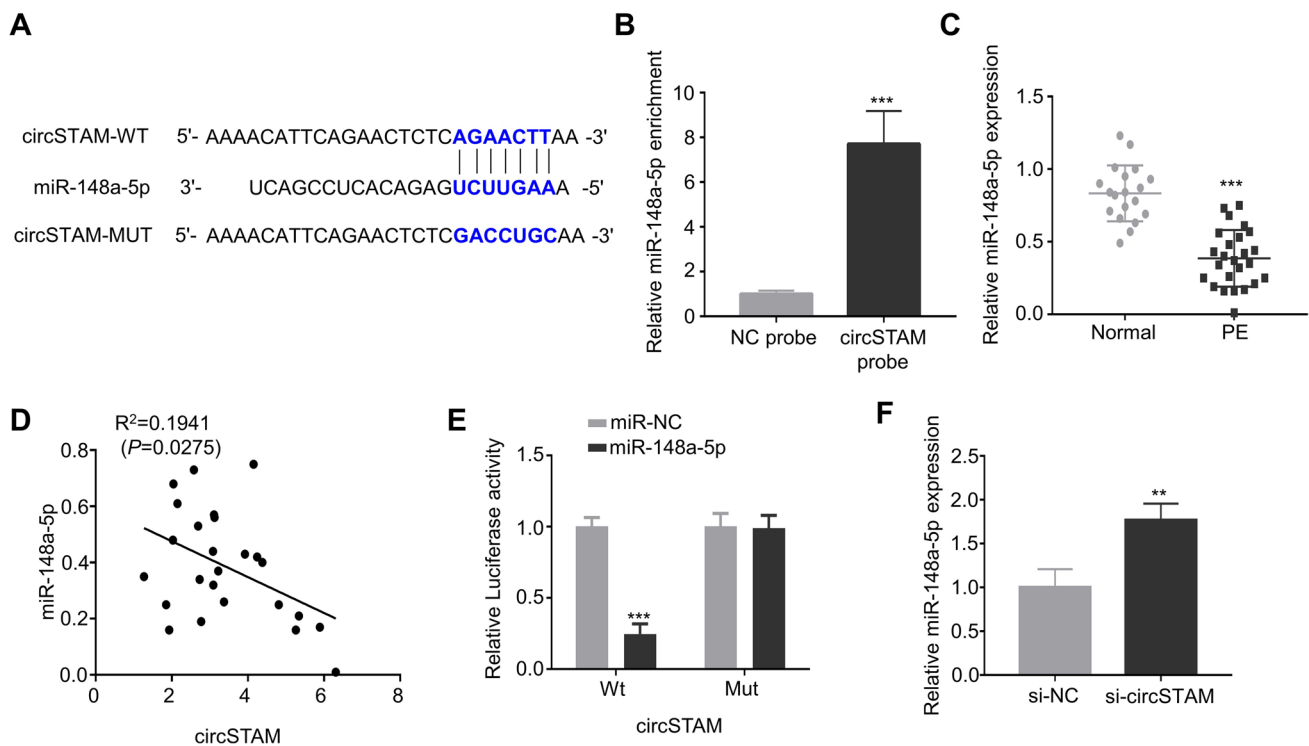 A
circSTAM-WT 5'- AAAACATTCAGAACTCTCAGAACTTAA -3'
miR-148a-5p 3'- UCAGCCUCACAGAGUCUUGAAA -5'
circSTAM-MUT 5'- AAAACATTCAGAACTCTCGACCUGCAA -3'
B
Relative miR-148a-5p enrichment
10
8
6
4
2
0
***
NC probe
circSTAM
probe
C
Relative miR-148a-5p expression
1.5
1.0
0.5
0.0
***
Normal
PE
D
R²=0.1941
(P=0.0275)
miR-148a-5p
0.8
0.6
0.4
0.2
0.0
0 2 4 6 8
circSTAM
E
miR-NC
miR-148a-5p
Relative Luciferase activity
1.5
1.0
0.5
0.0
***
Wt Mut
circSTAM
F
Relative miR-148a-5p expression
2.5
2.0
1.5
1.0
0.5
0.0
**
si-NC si-circSTAM